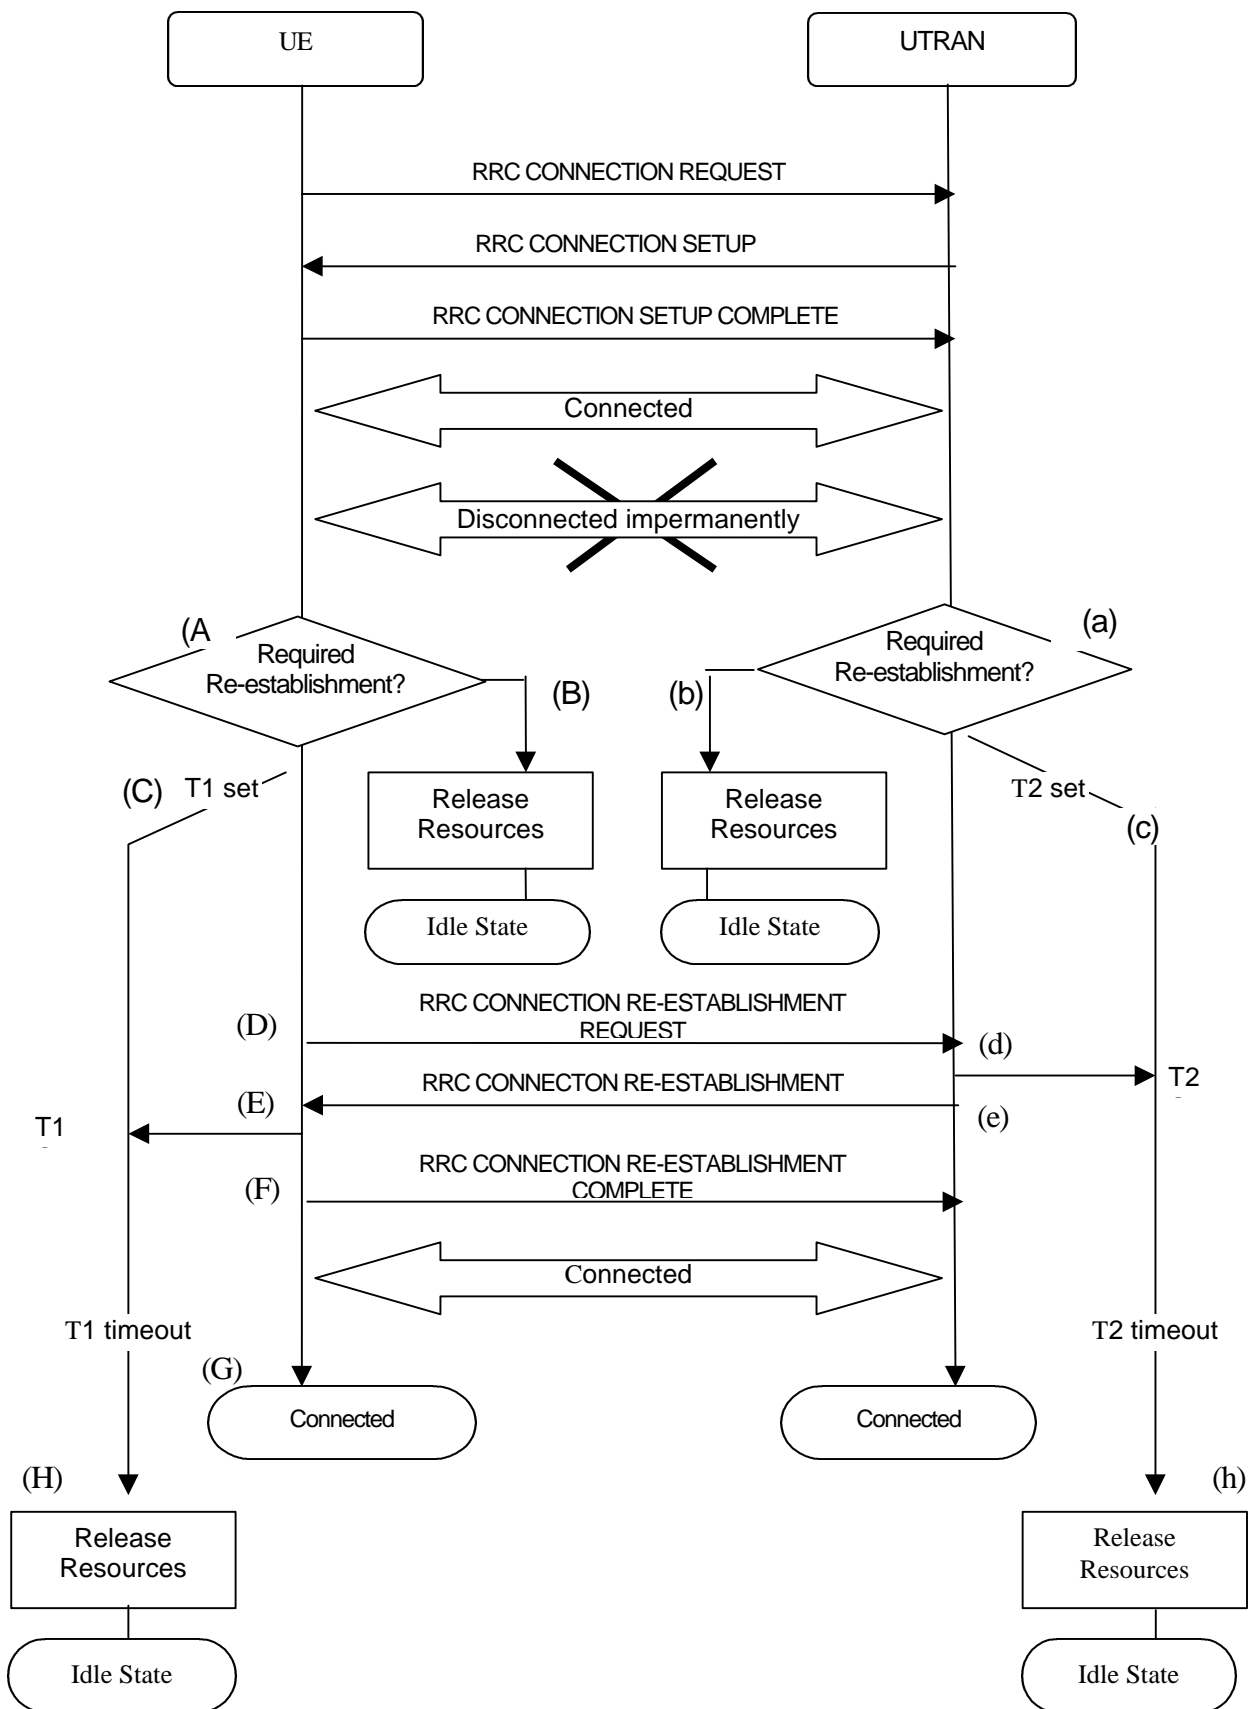 UE
UTRAN
RRC CONNECTION REQUEST
RRC CONNECTION SETUP
RRC CONNECTION SETUP COMPLETE
Connected
Disconnected impermanently
(A
Required
Re-establishment?
(a)
Required
Re-establishment?
(B)
(b)
(C)
T1 set
T2 set
(c)
Release
Resources
Release
Resources
Idle State
Idle State
RRC CONNECTION RE-ESTABLISHMENT
REQUEST
(D)
(d)
RRC CONNECTON RE-ESTABLISHMENT
T2
(E)
(e)
T1
RRC CONNECTION RE-ESTABLISHMENT
COMPLETE
(F)
Connected
T1 timeout
T2 timeout
(G)
Connected
Connected
(H)
(h)
Release
Resources
Release
Resources
Idle State
Idle State